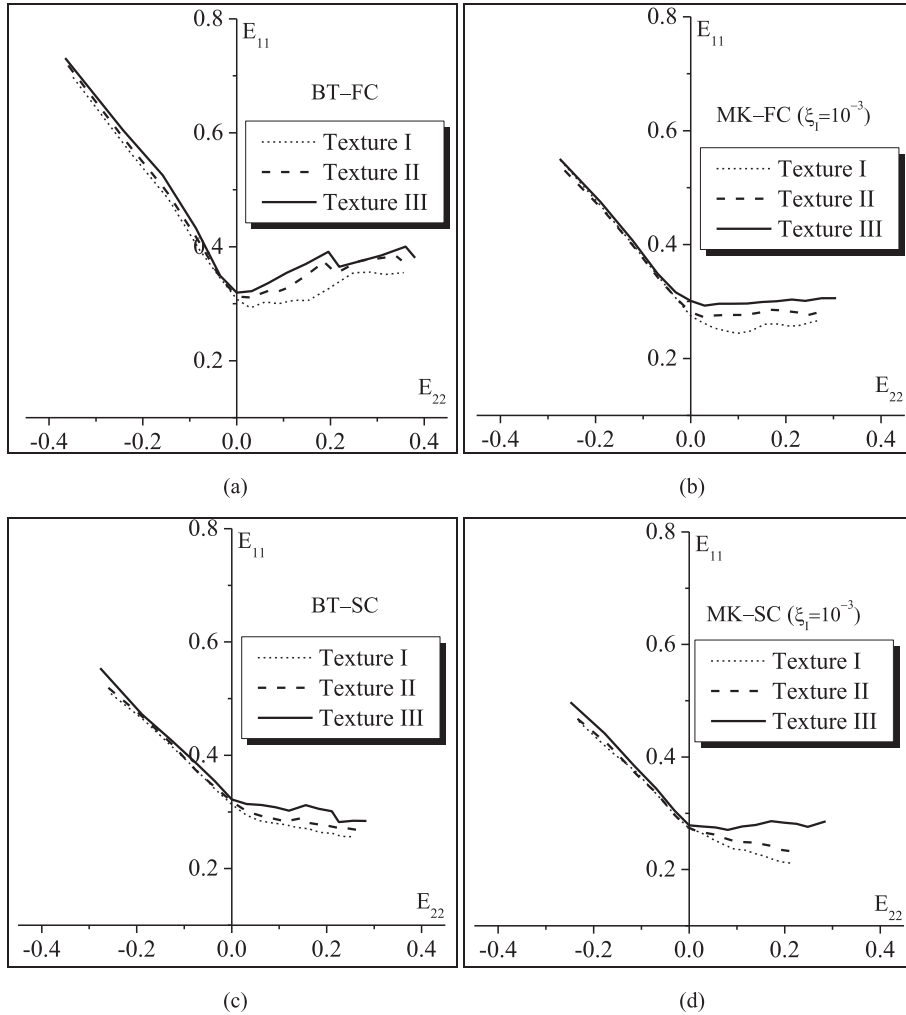 0.8
E₁₁
BT–FC
0.6
Texture I
Texture II
Texture III
0.4
0.2
E₂₂
-0.4 -0.2 0.0 0.2 0.4
(a)
0.8
E₁₁
MK–FC (ξ_I=10⁻³)
0.6
Texture I
Texture II
Texture III
0.4
0.2
E₂₂
-0.4 -0.2 0.0 0.2 0.4
(b)
0.8
E₁₁
BT–SC
0.6
Texture I
Texture II
Texture III
0.4
0.2
E₂₂
-0.4 -0.2 0.0 0.2 0.4
(c)
0.8
E₁₁
MK–SC (ξ_I=10⁻³)
0.6
Texture I
Texture II
Texture III
0.4
0.2
E₂₂
-0.4 -0.2 0.0 0.2 0.4
(d)